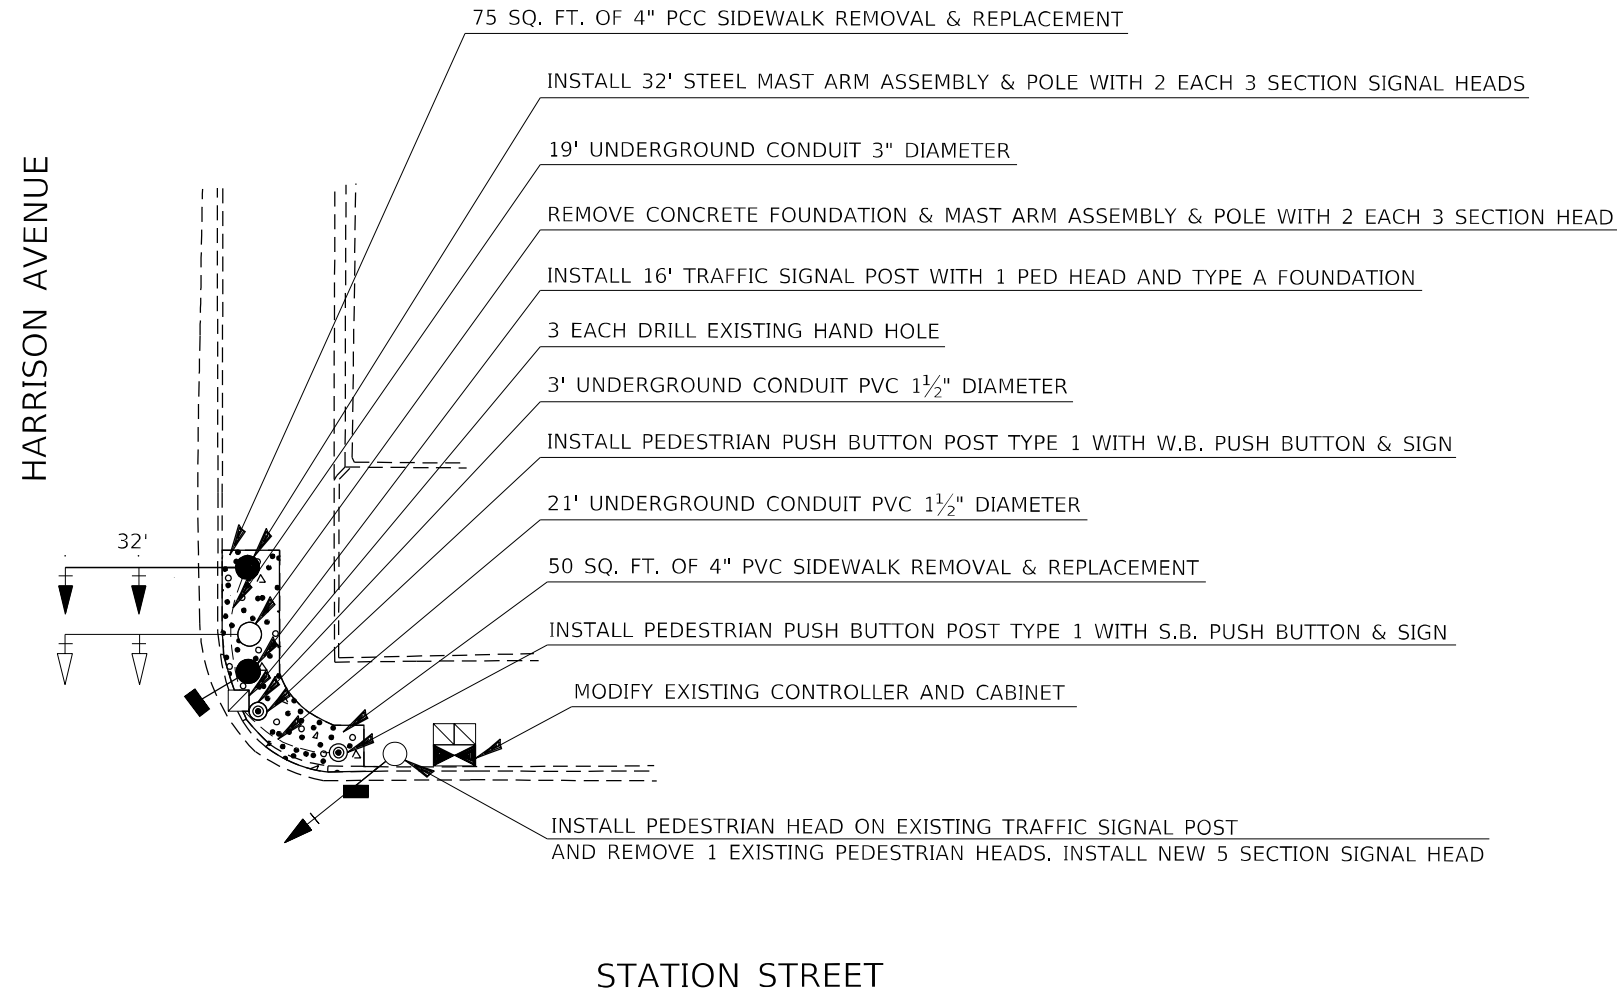 75 SQ. FT. OF 4" PCC SIDEWALK REMOVAL & REPLACEMENT
INSTALL 32' STEEL MAST ARM ASSEMBLY & POLE WITH 2 EACH 3 SECTION SIGNAL HEADS
19' UNDERGROUND CONDUIT 3" DIAMETER
REMOVE CONCRETE FOUNDATION & MAST ARM ASSEMBLY & POLE WITH 2 EACH 3 SECTION HEAD
INSTALL 16' TRAFFIC SIGNAL POST WITH 1 PED HEAD AND TYPE A FOUNDATION
3 EACH DRILL EXISTING HAND HOLE
3' UNDERGROUND CONDUIT PVC 1½" DIAMETER
INSTALL PEDESTRIAN PUSH BUTTON POST TYPE 1 WITH W.B. PUSH BUTTON & SIGN
21' UNDERGROUND CONDUIT PVC 1½" DIAMETER
50 SQ. FT. OF 4" PVC SIDEWALK REMOVAL & REPLACEMENT
INSTALL PEDESTRIAN PUSH BUTTON POST TYPE 1 WITH S.B. PUSH BUTTON & SIGN
MODIFY EXISTING CONTROLLER AND CABINET
INSTALL PEDESTRIAN HEAD ON EXISTING TRAFFIC SIGNAL POST
AND REMOVE 1 EXISTING PEDESTRIAN HEADS. INSTALL NEW 5 SECTION SIGNAL HEAD
HARRISON AVENUE
32'
STATION STREET